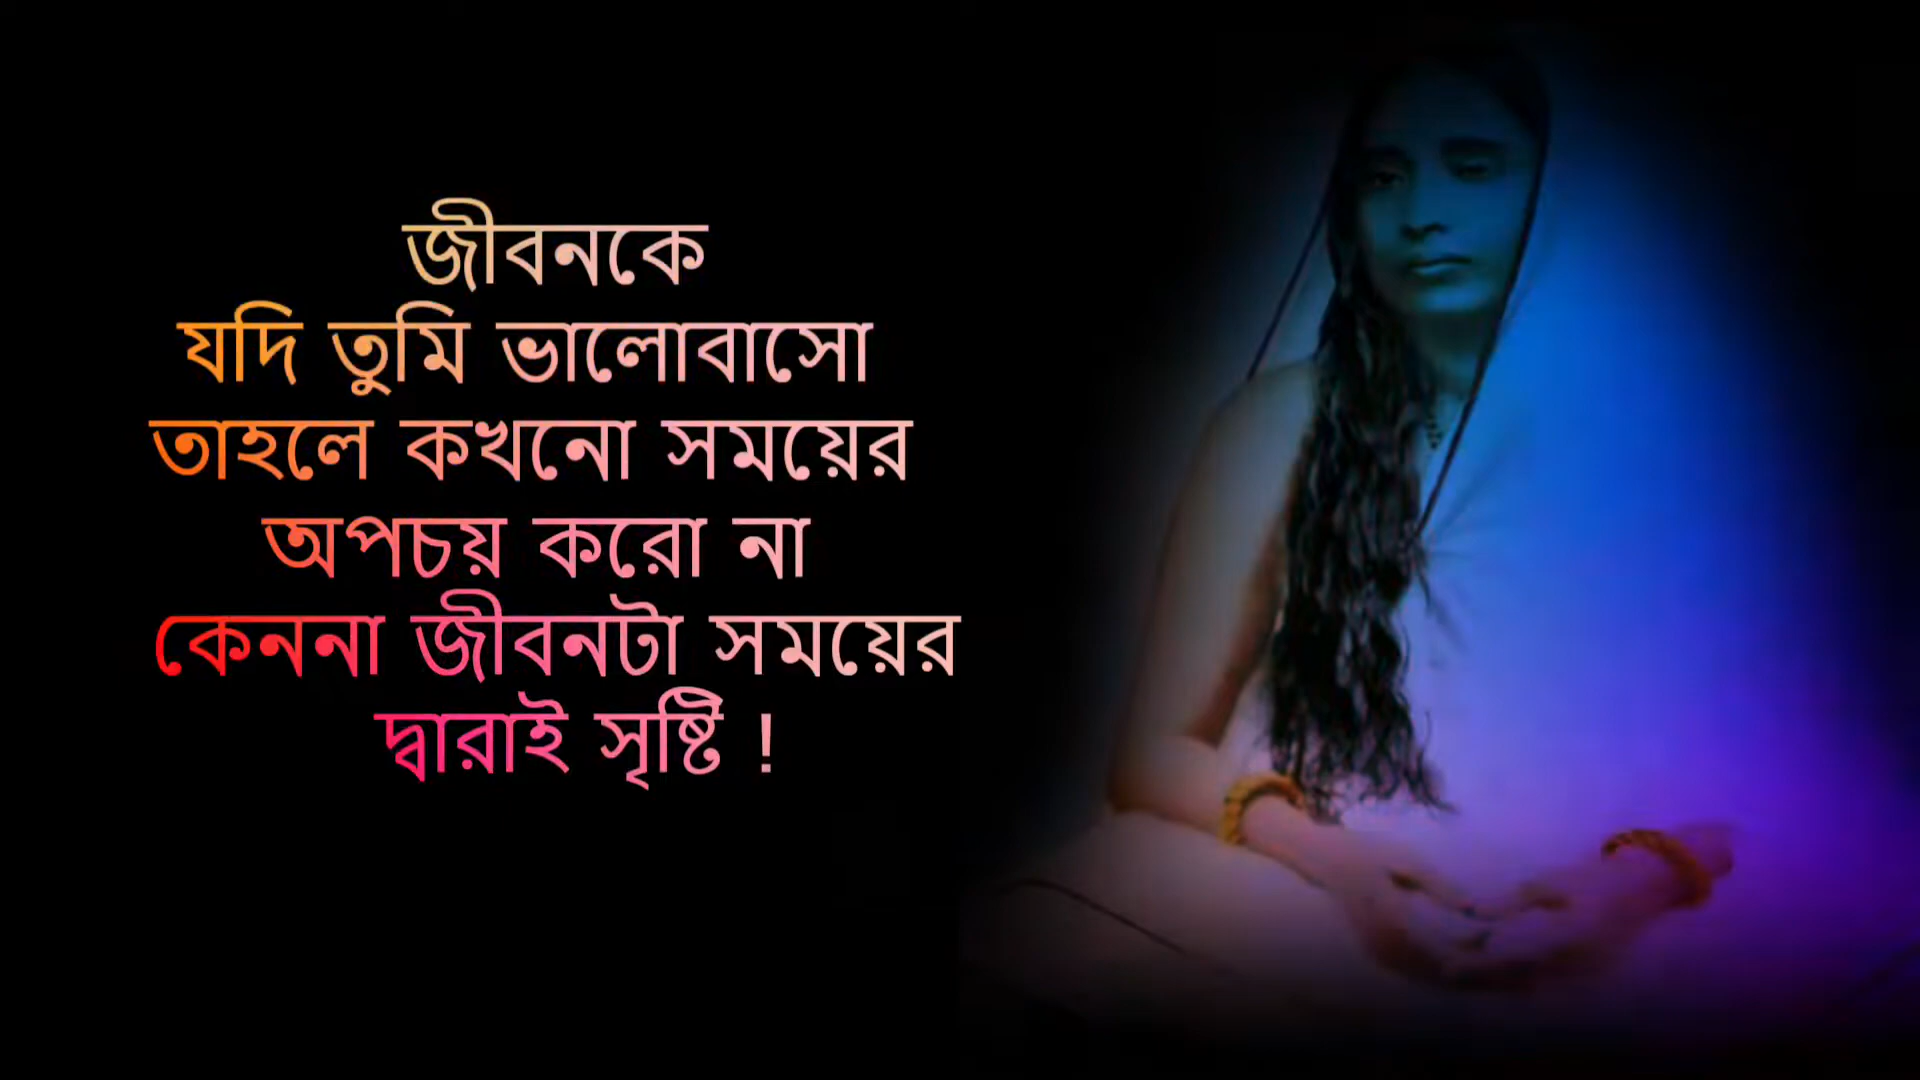 জীবনকে
যদি তুমি ভালোবাসো
তাহলে কখনো সময়ের
অপচয় করো না
কেননা জীবনটা সময়ের
দ্বারাই সৃষ্টি !